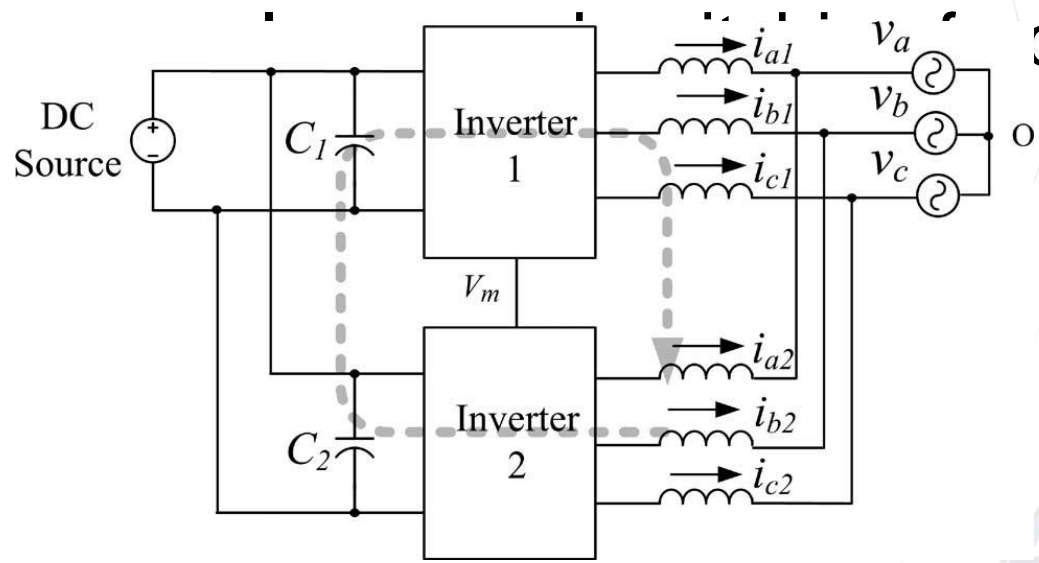 DC
Source
C1
Inverter
1
ia1
ib1
ic1
va
vb
vc
O
Vm
C2
Inverter
2
ia2
ib2
ic2